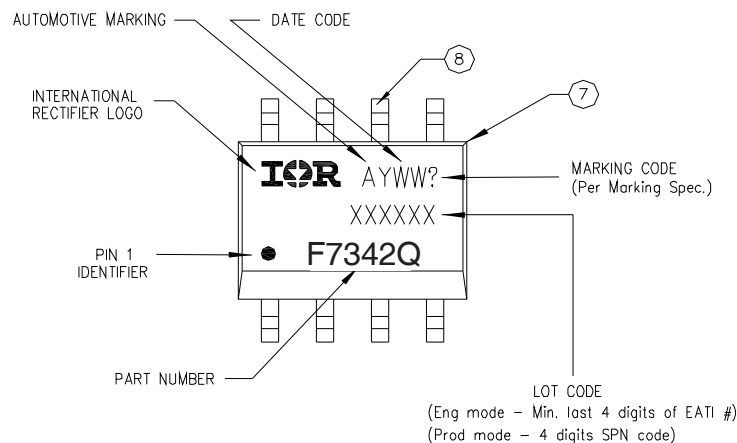 AUTOMOTIVE MARKING
DATE CODE
8
INTERNATIONAL
RECTIFIER LOGO
7
IOR AYWW?
MARKING CODE
(Per Marking Spec.)
XXXXXX
PIN 1
IDENTIFIER
F7342Q
PART NUMBER
LOT CODE
(Eng mode – Min. last 4 digits of EATI #)
(Prod mode – 4 digits SPN code)